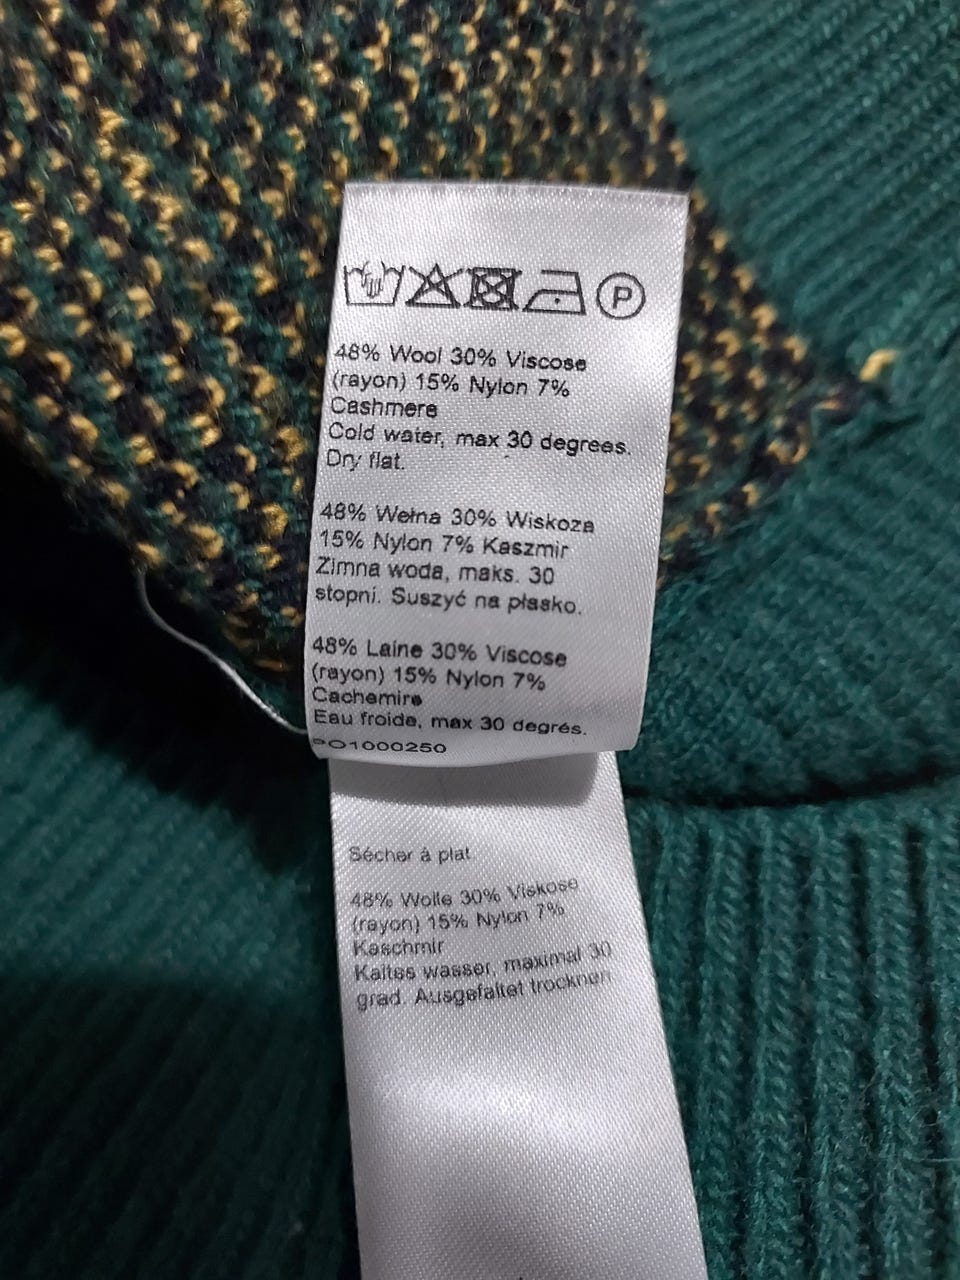 P
48% Wool 30% Viscose
(rayon) 15% Nylon 7%
Cashmere
Cold water, max 30 degrees.
Dry flat.
48% Wełna 30% Wiskoza
15% Nylon 7% Kaszmir
Zimna woda, maks. 30
stopni. Suszyć na płasko.
48% Laine 30% Viscose
(rayon) 15% Nylon 7%
Cachemire
Eau froide, max 30 degrés.
PO1000250
Sécher à plat.
48% Wolle 30% Viskose
(rayon) 15% Nylon 7%
Kaschmir
Kaltes wasser, maximal 30
grad. Ausgefaltet trocknen